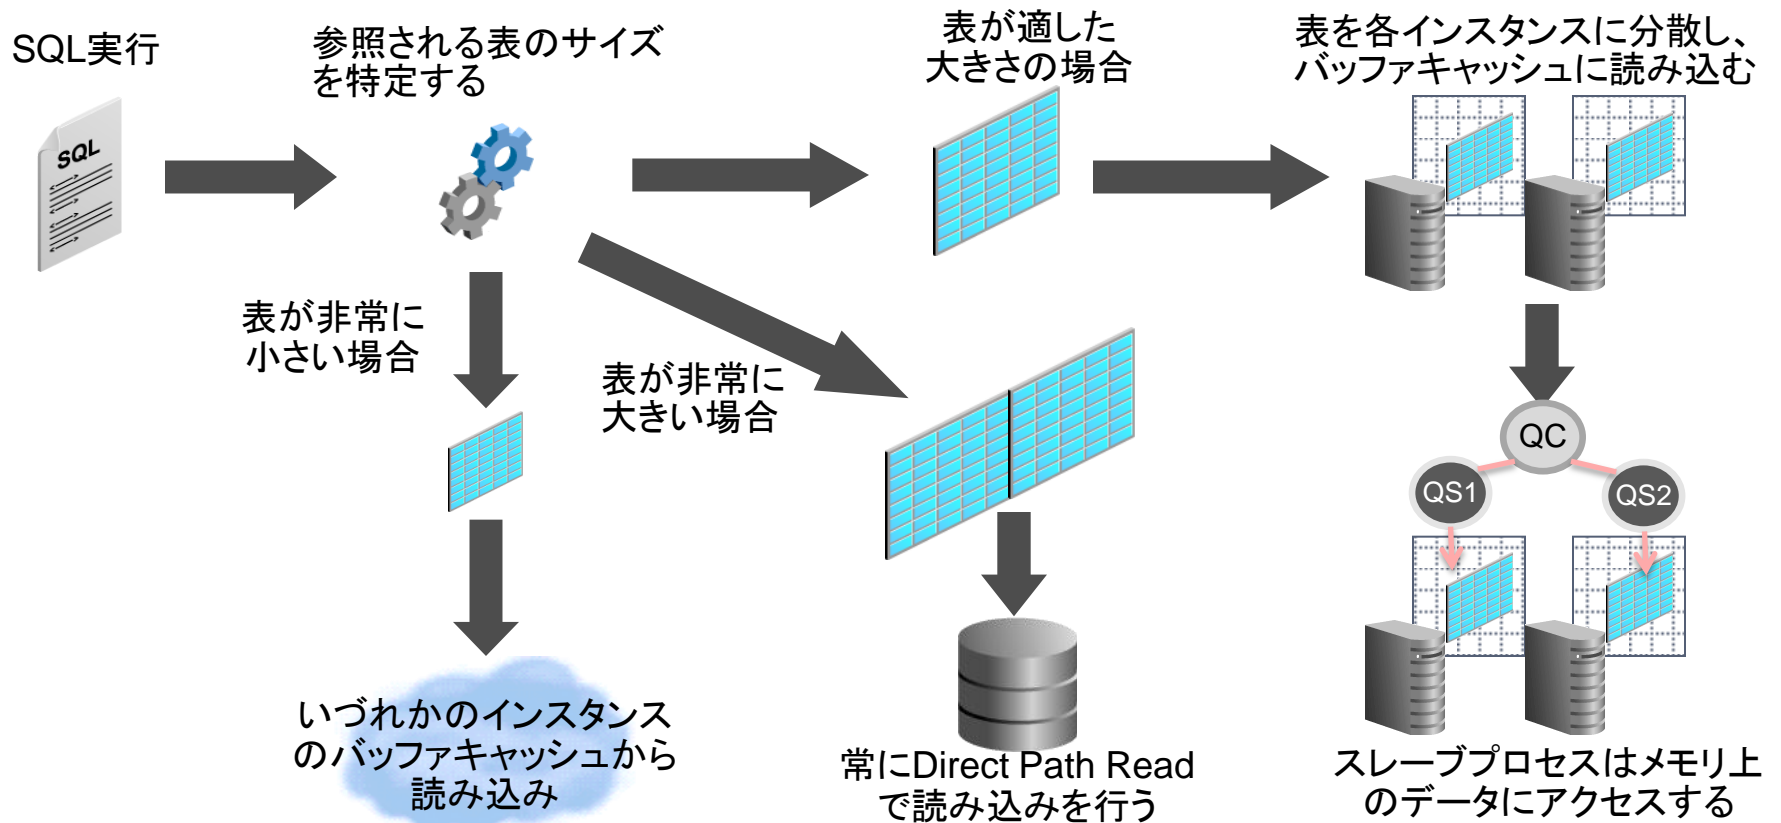 SQL実行
SQL
参照される表のサイズ
を特定する
表が適した
大きさの場合
表を各インスタンスに分散し、
バッファキャッシュに読み込む
表が非常に
小さい場合
表が非常に
大きい場合
QC
QS1
QS2
いづれかのインスタンス
のバッファキャッシュから
読み込み
常にDirect Path Read
で読み込みを行う
スレーブプロセスはメモリ上
のデータにアクセスする